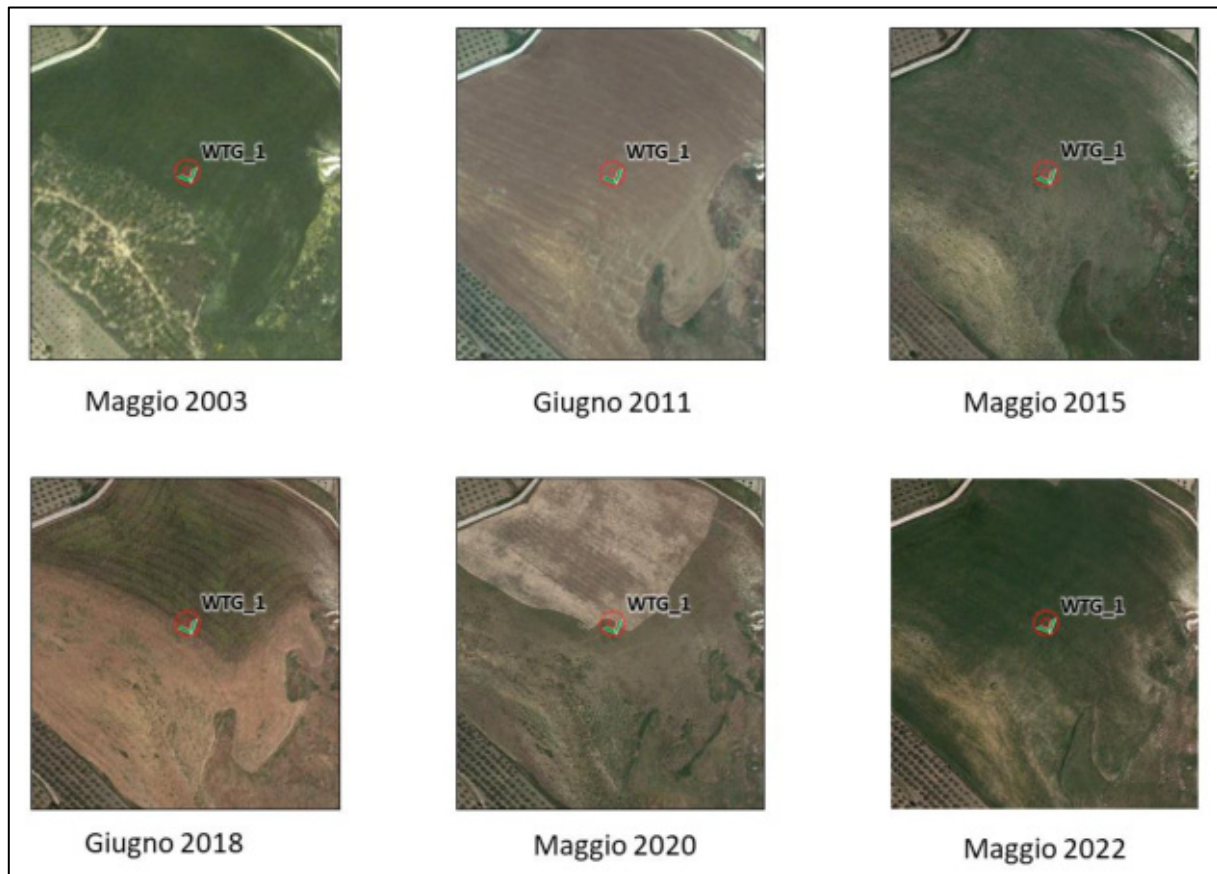 WTG_1
WTG_1
WTG_1
Maggio 2003
Giugno 2011
Maggio 2015
WTG_1
WTG_1
WTG_1
Giugno 2018
Maggio 2020
Maggio 2022